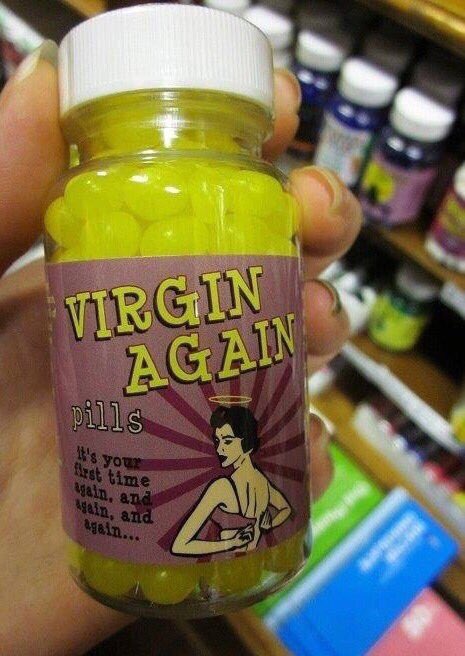 VIRGIN
AGAIN
pills
it's your
first time
again, and
again, and
again...